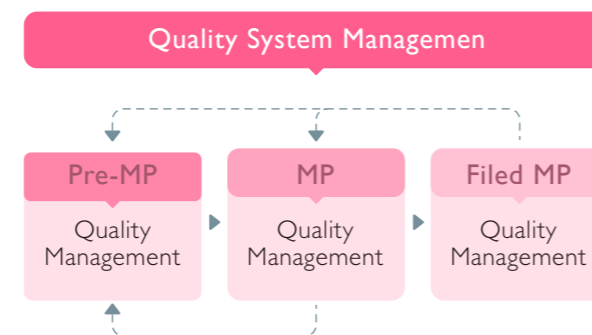 Quality System Managemen
Pre-MP
MP
Filed MP
Quality
Management
Quality
Management
Quality
Management